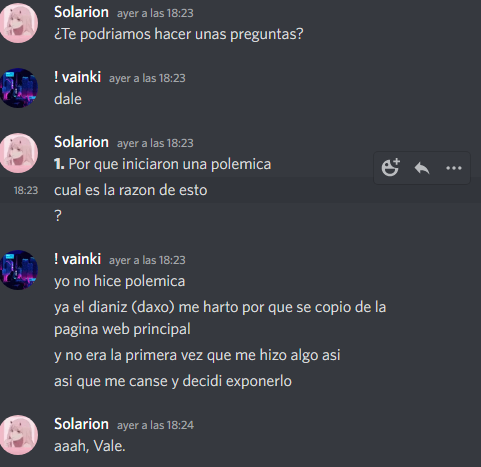 Solarion ayer a las 18:23
¿Te podriamos hacer unas preguntas?
! vainki ayer a las 18:23
dale
Solarion ayer a las 18:23
1. Por que iniciaron una polemica
18:23 cual es la razon de esto
?
! vainki ayer a las 18:23
yo no hice polemica
ya el dianiz (daxo) me harto por que se copio de la
pagina web principal
y no era la primera vez que me hizo algo asi
asi que me canse y decidi exponerlo
Solarion ayer a las 18:24
aaah, Vale.